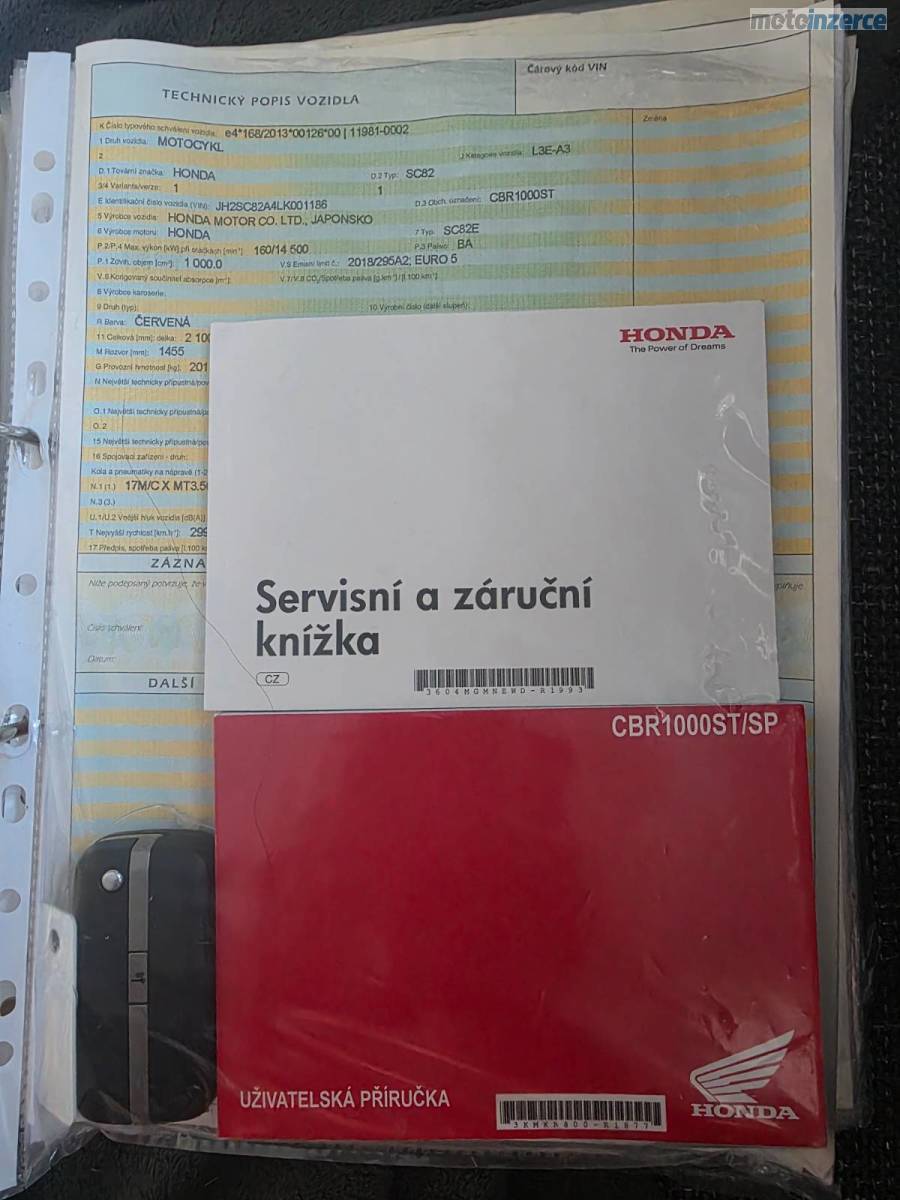 motoinzerce
TECHNICKÝ POPIS VOZIDLA
Čárový kód VIN
K Číslo typového schválení vozidla: e4*168/2013*00126*00 | 11981-0002
Změna
1 Druh vozidla: MOTOCYKL
2
J Kategorie vozidla: L3E-A3
D.1 Tovární značka: HONDA
D.2 Typ: SC82
3/4 Varianta/verze: 1
1
E Identifikační číslo vozidla (VIN): JH2SC82A4LK001186
D.3 Obch. označení: CBR1000ST
5 Výrobce vozidla: HONDA MOTOR CO. LTD., JAPONSKO
6 Výrobce motoru: HONDA
7 Typ: SC82E
P.2/P.4 Max. výkon [kW] při otáčkách [min⁻¹]: 160/14 500
P.3 Palivo: BA
P.1 Zdvih. objem [cm³]: 1 000.0
V.9 Emisní limit č.: 2018/295A2; EURO 5
V.6 Korigovaný součinitel absorpce [m⁻¹]:
V.7/V.8 CO₂/Spotřeba paliva [g.km⁻¹]/[l.100 km⁻¹]
8 Výrobce karoserie:
9 Druh (typ):
10 Výrobní číslo (další stupeň):
R Barva: ČERVENÁ
11 Celková [mm]: délka: 2 100
M Rozvor [mm]: 1455
G Provozní hmotnost [kg]: 201
N Největší technicky přípustná/pov
O.1 Největší technicky přípustná/p
O.2
15 Největší technicky přípustná/pov
16 Spojovací zařízení - druh:
Kola a pneumatiky na nápravě (1-2
N.1 (1.) 17M/C X MT3.50
N.3 (3.)
U.1/U.2 Vnější hluk vozidla [dB(A)]
T Nejvyšší rychlost [km.h⁻¹]: 299
17 Předpis, spotřeba paliva [l.100 k
ZÁZNA
Níže podepsaný potvrzuje, že v
Číslo schválení:
Datum:
DALŠÍ
HONDA
The Power of Dreams
Servisní a záruční
knížka
CZ
3604MGMNEWD-R1993
CBR1000ST/SP
UŽIVATELSKÁ PŘÍRUČKA
3KMKR800-R1877
HONDA